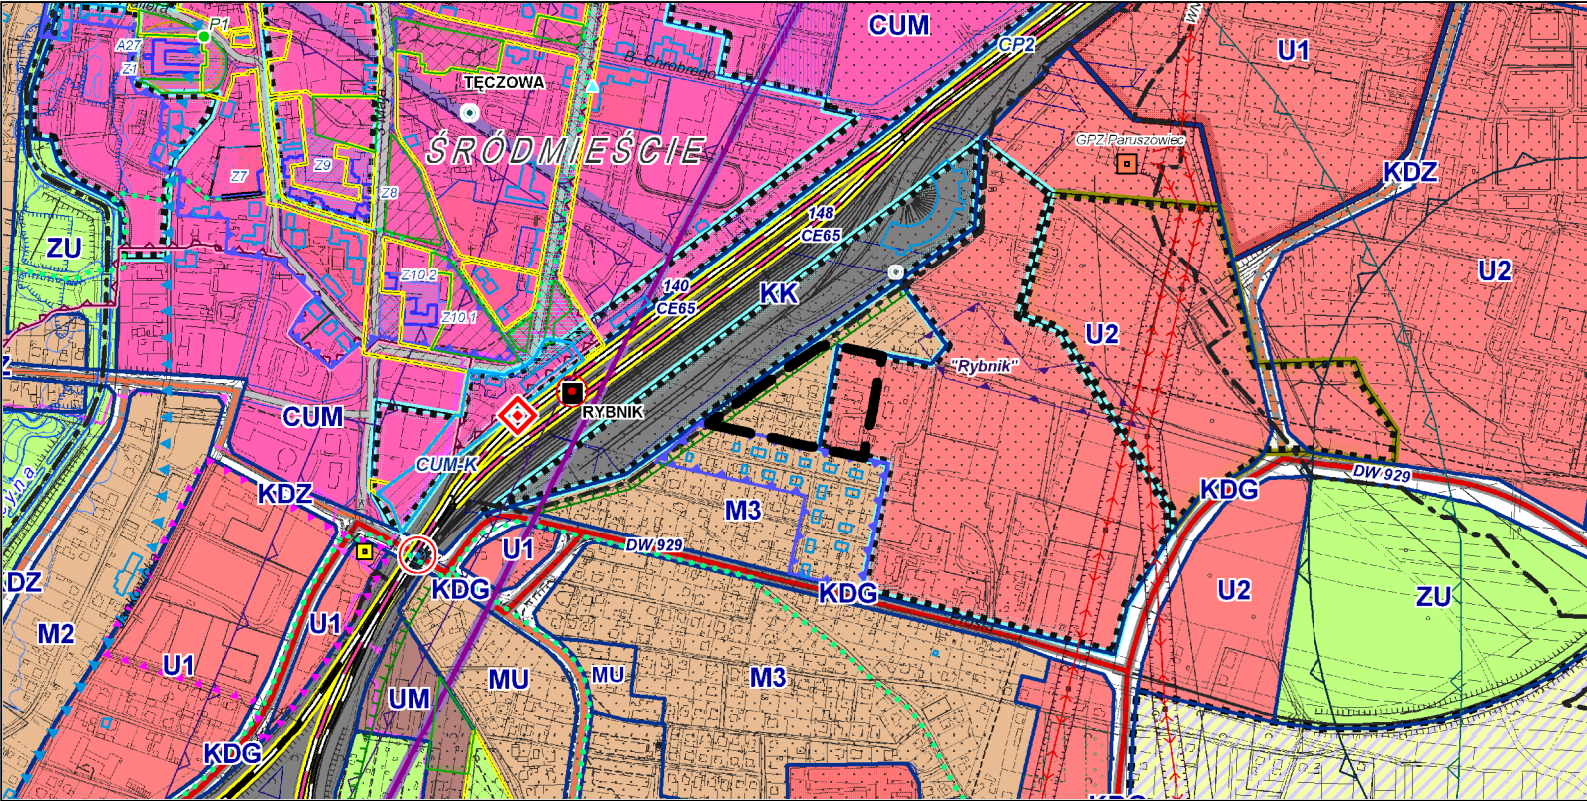 P1
CUM
A27
Z1
CP2
U1
TĘCZOWA
B. Chrobrego
ŚRÓDMIEŚCIE
GPZ Paruszowiec
Z9
Z7
Z8
KDZ
148
CE65
ZU
U2
Z10.2
140
CE65
KK
Z10.1
U2
"Rybnik"
RYBNIK
CUM
CUM-K
DW 929
KDZ
KDG
M3
U1
DW 929
KDZ
KDG
KDG
U2
ZU
M2
U1
U1
MU
MU
M3
UM
KDG
KDG